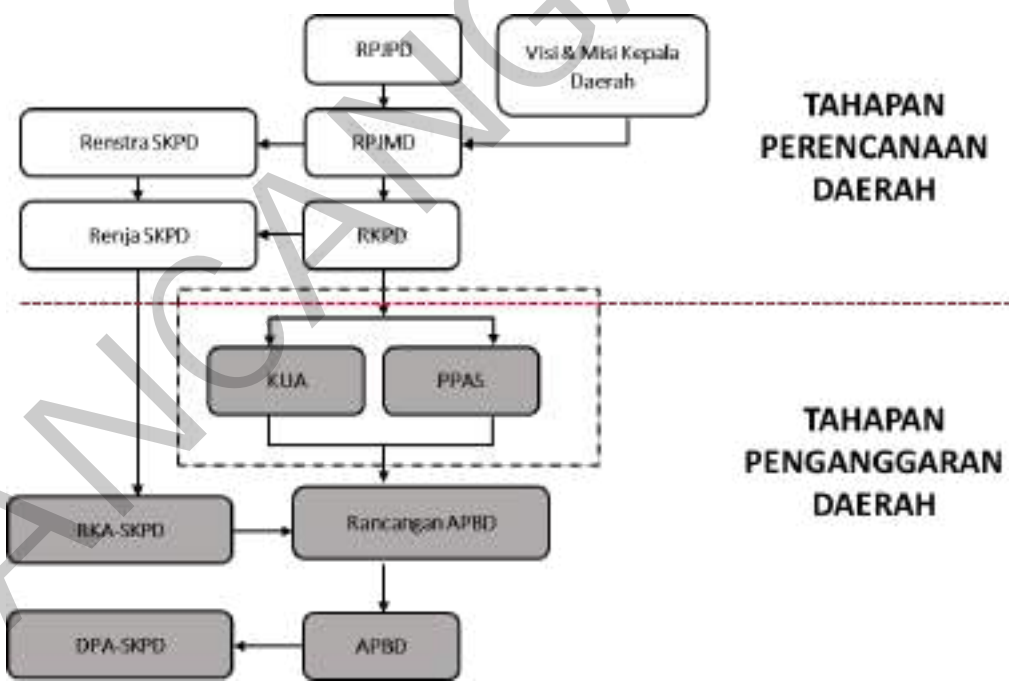 RPJPD
Visi & Misi Kepala
Daerah
TAHAPAN
PERENCANAAN
DAERAH
Renstra SKPD
RPJMD
Renja SKPD
RKPD
KUA
PPAS
TAHAPAN
PENGANGGARAN
DAERAH
RKA-SKPD
Rancangan APBD
DPA-SKPD
APBD
ANCANGA